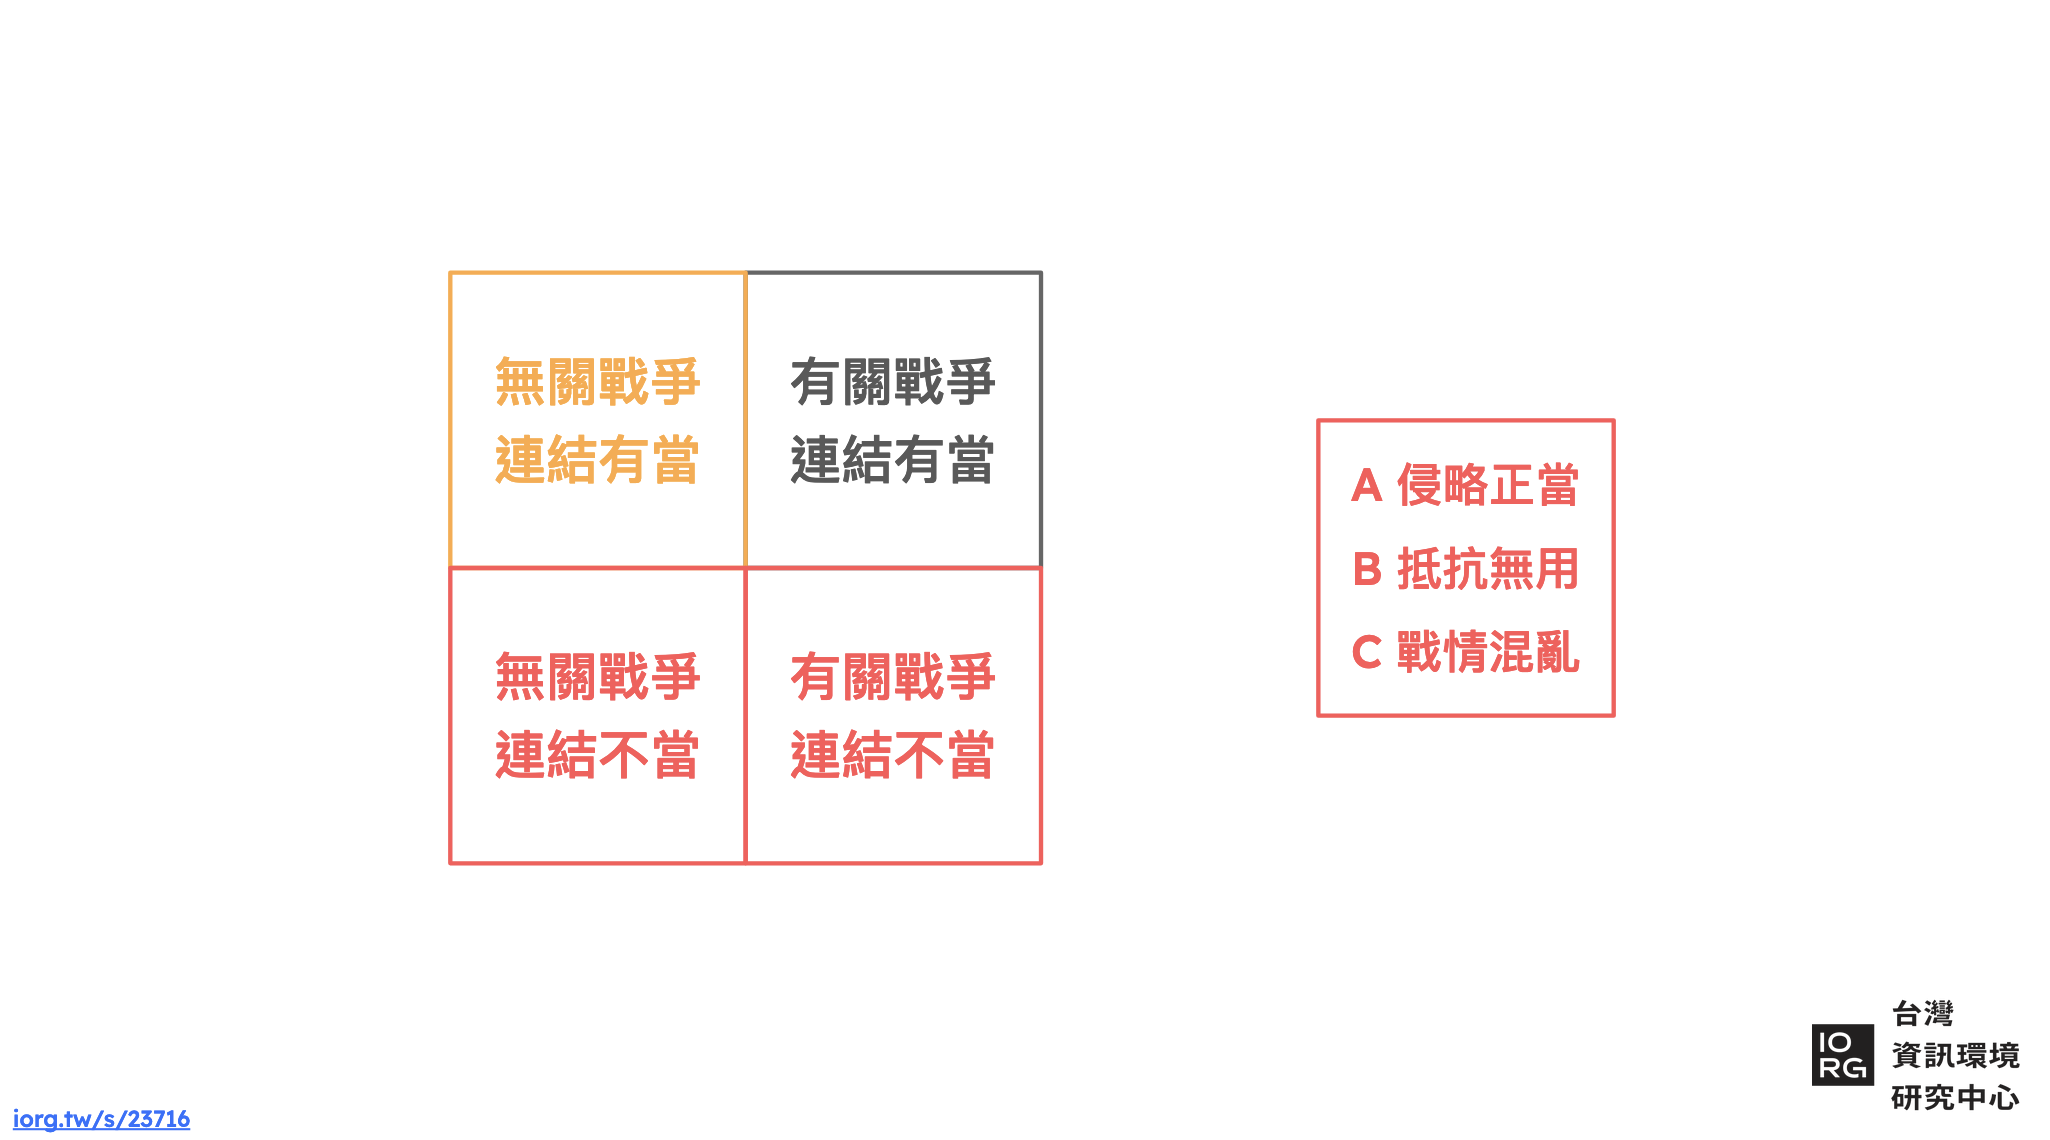 無關戰爭
連結有當
有關戰爭
連結有當
無關戰爭
連結不當
有關戰爭
連結不當
A 侵略正當
B 抵抗無用
C 戰情混亂
IO
RG
台灣
資訊環境
研究中心
iorg.tw/s/23716